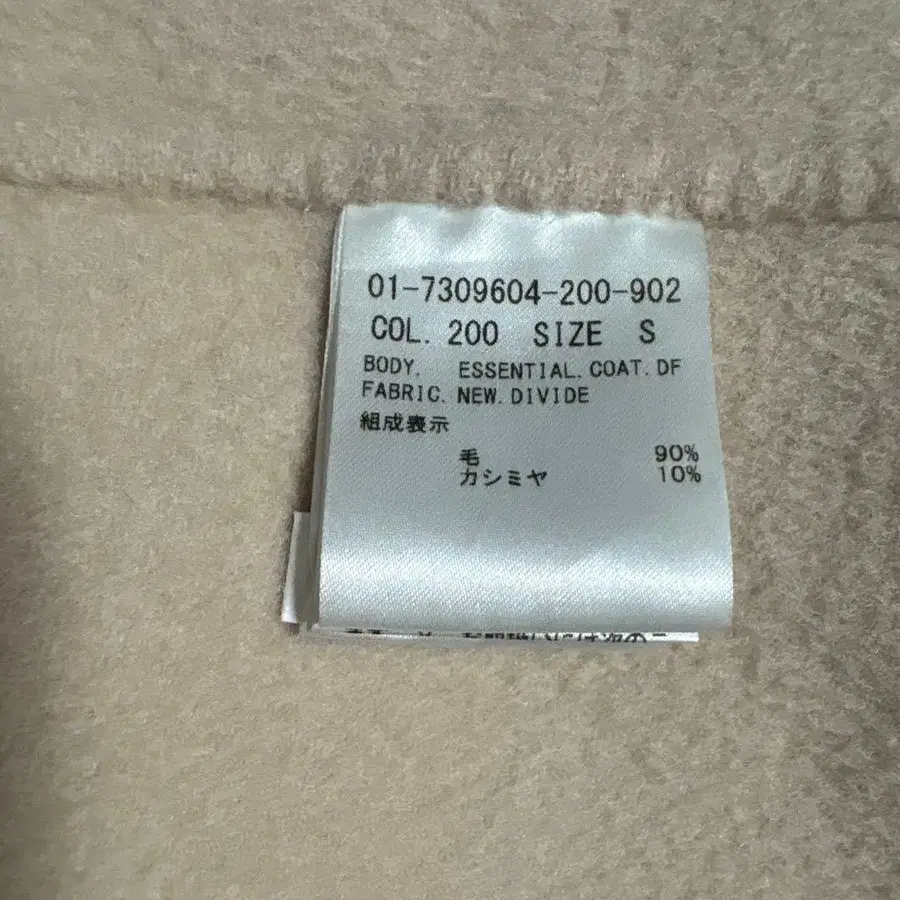 01-7309604-200-902
COL. 200 SIZE S
BODY. ESSENTIAL.COAT.DF
FABRIC. NEW.DIVIDE
組成表示
毛 90%
カシミヤ 10%